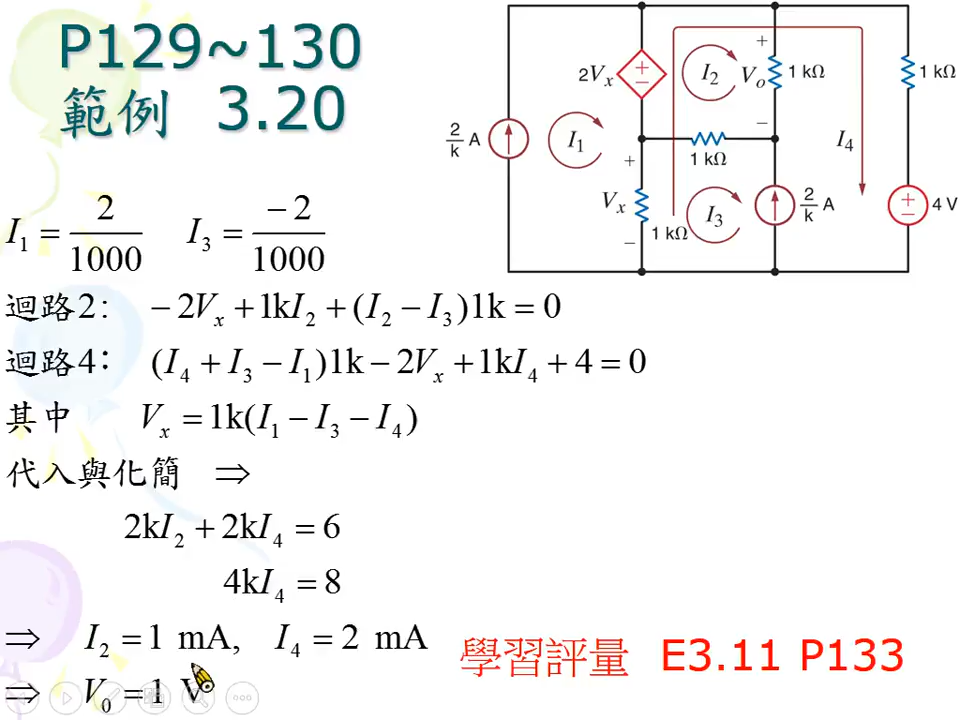 P129~130
範例 3.20
2/k A
I1
2Vx
+
−
I2
+
Vo
−
1 kΩ
1 kΩ
1 kΩ
I4
+
Vx
−
1 kΩ
I3
2/k A
+
−
4 V
I₁ = 2/1000 I₃ = −2/1000
迴路2: −2Vₓ + 1kI₂ + (I₂ − I₃)1k = 0
迴路4: (I₄ + I₃ − I₁)1k − 2Vₓ + 1kI₄ + 4 = 0
其中 Vₓ = 1k(I₁ − I₃ − I₄)
代入與化簡 ⇒
2kI₂ + 2kI₄ = 6
4kI₄ = 8
⇒ I₂ = 1 mA, I₄ = 2 mA
⇒ V₀ = 1 V
學習評量 E3.11 P133